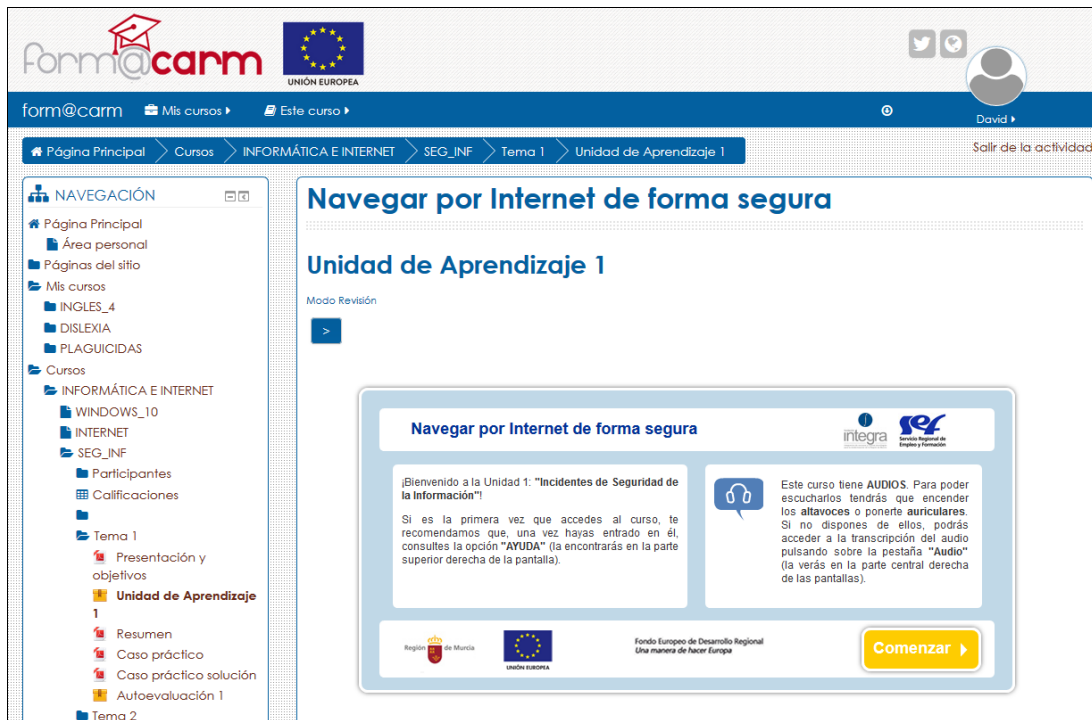 form@carm
UNIÓN EUROPEA
form@carm
Mis cursos
Este curso
David
Página Principal
Cursos
INFORMÁTICA E INTERNET
SEG_INF
Tema 1
Unidad de Aprendizaje 1
Salir de la actividad
NAVEGACIÓN
Página Principal
Área personal
Páginas del sitio
Mis cursos
INGLES_4
DISLEXIA
PLAGUICIDAS
Cursos
INFORMÁTICA E INTERNET
WINDOWS_10
INTERNET
SEG_INF
Participantes
Calificaciones
Tema 1
Presentación y
objetivos
Unidad de Aprendizaje
1
Resumen
Caso práctico
Caso práctico solución
Autoevaluación 1
Tema 2
Navegar por Internet de forma segura
Unidad de Aprendizaje 1
Modo Revisión
>
Navegar por Internet de forma segura
integra
sef
Servicio Regional de
Empleo y Formación
¡Bienvenido a la Unidad 1: "Incidentes de Seguridad de
la Información"!
Si es la primera vez que accedes al curso, te
recomendamos que, una vez hayas entrado en él,
consultes la opción "AYUDA" (la encontrarás en la parte
superior derecha de la pantalla).
Este curso tiene AUDIOS. Para poder
escucharlos tendrás que encender
los altavoces o ponerte auriculares.
Si no dispones de ellos, podrás
acceder a la transcripción del audio
pulsando sobre la pestaña "Audio"
(la verás en la parte central derecha
de las pantallas).
Región de Murcia
UNIÓN EUROPEA
Fondo Europeo de Desarrollo Regional
Una manera de hacer Europa
Comenzar